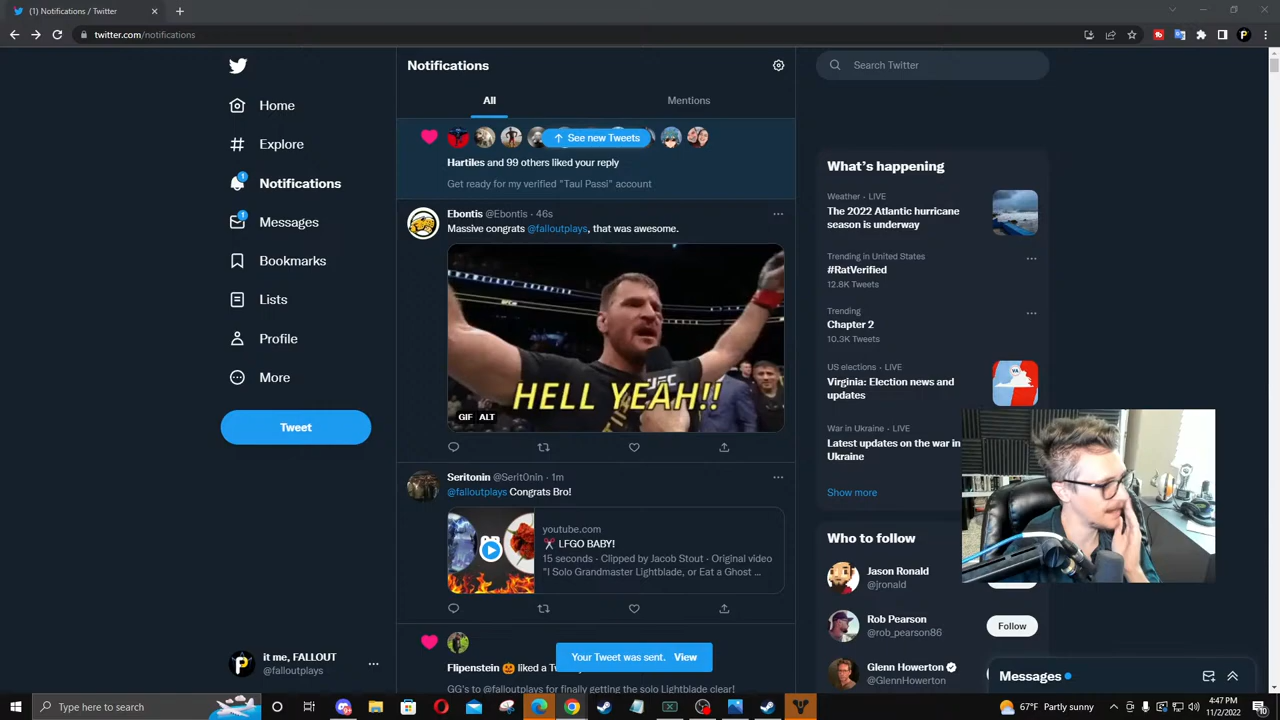 (1) Notifications / Twitter
twitter.com/notifications
Home
Explore
1
Notifications
1
Messages
Bookmarks
Lists
Profile
More
Tweet
it me, FALLOUT
@falloutplays
Notifications
All
Mentions
See new Tweets
Hartiles and 99 others liked your reply
Get ready for my verified "Taul Passi" account
Ebontis @Ebontis · 46s
Massive congrats @falloutplays, that was awesome.
HELL YEAH!!
GIF ALT
Seritonin @Serit0nin · 1m
@falloutplays Congrats Bro!
youtube.com
✂️ LFGO BABY!
15 seconds · Clipped by Jacob Stout · Original video
"I Solo Grandmaster Lightblade, or Eat a Ghost ...
Flipenstein 🎃 liked a Tw
GG's to @falloutplays for finally getting the solo Lightblade clear!
Your Tweet was sent. View
Search Twitter
What's happening
Weather · LIVE
The 2022 Atlantic hurricane
season is underway
Trending in United States
#RatVerified
12.8K Tweets
Trending
Chapter 2
10.3K Tweets
US elections · LIVE
Virginia: Election news and
updates
VA
War in Ukraine · LIVE
Latest updates on the war in
Ukraine
Show more
Who to follow
Jason Ronald
@jronald
Rob Pearson
@rob_pearson86
Follow
Glenn Howerton
@GlennHowerton
Messages
Type here to search
67°F Partly sunny
4:47 PM
11/2/2022